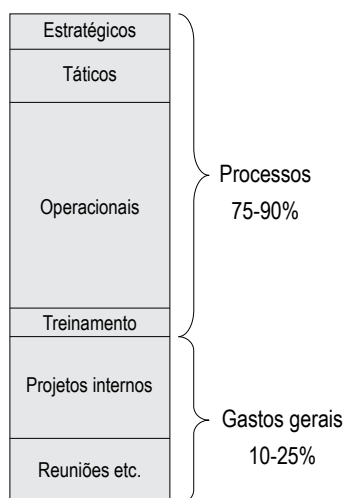 Estratégicos
Táticos
Operacionais
Processos
75-90%
Treinamento
Projetos internos
Gastos gerais
10-25%
Reuniões etc.